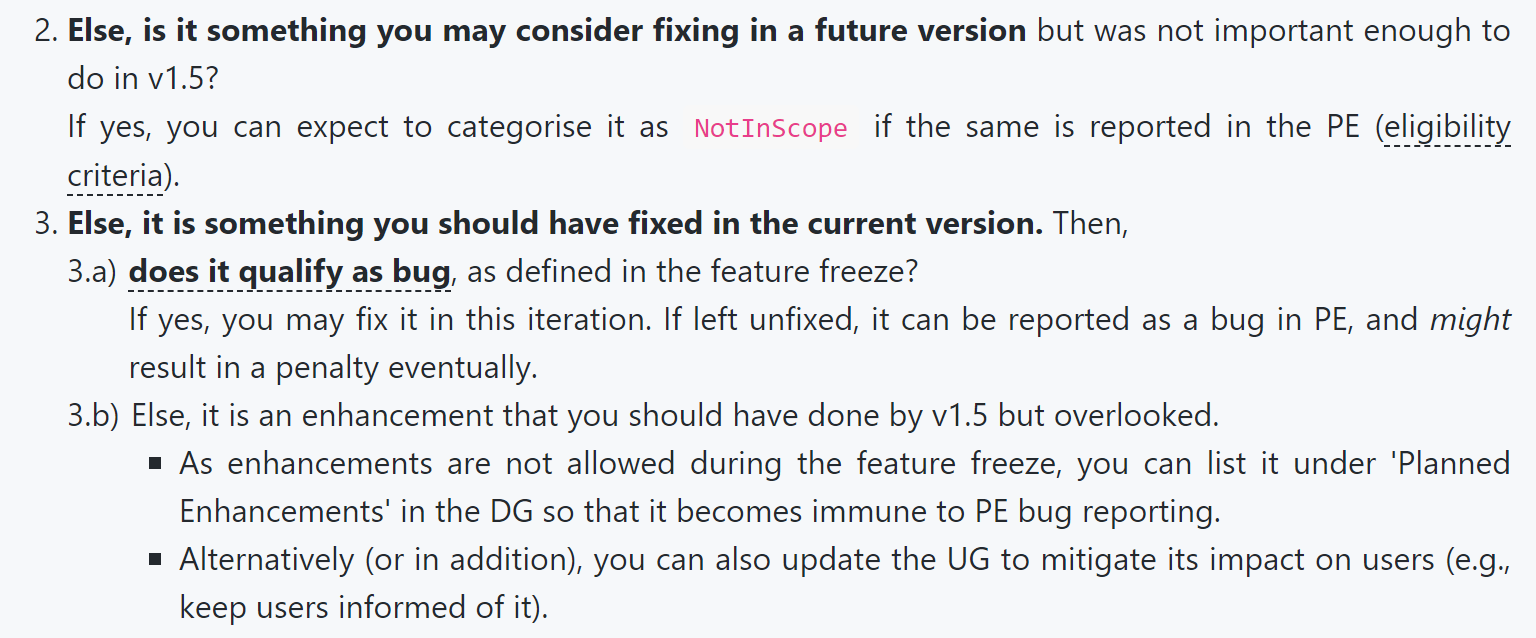 2. Else, is it something you may consider fixing in a future version but was not important enough to
do in v1.5?
If yes, you can expect to categorise it as NotInScope if the same is reported in the PE (eligibility
criteria).
3. Else, it is something you should have fixed in the current version. Then,
3.a) does it qualify as bug, as defined in the feature freeze?
If yes, you may fix it in this iteration. If left unfixed, it can be reported as a bug in PE, and might
result in a penalty eventually.
3.b) Else, it is an enhancement that you should have done by v1.5 but overlooked.
▪ As enhancements are not allowed during the feature freeze, you can list it under 'Planned
Enhancements' in the DG so that it becomes immune to PE bug reporting.
▪ Alternatively (or in addition), you can also update the UG to mitigate its impact on users (e.g.,
keep users informed of it).